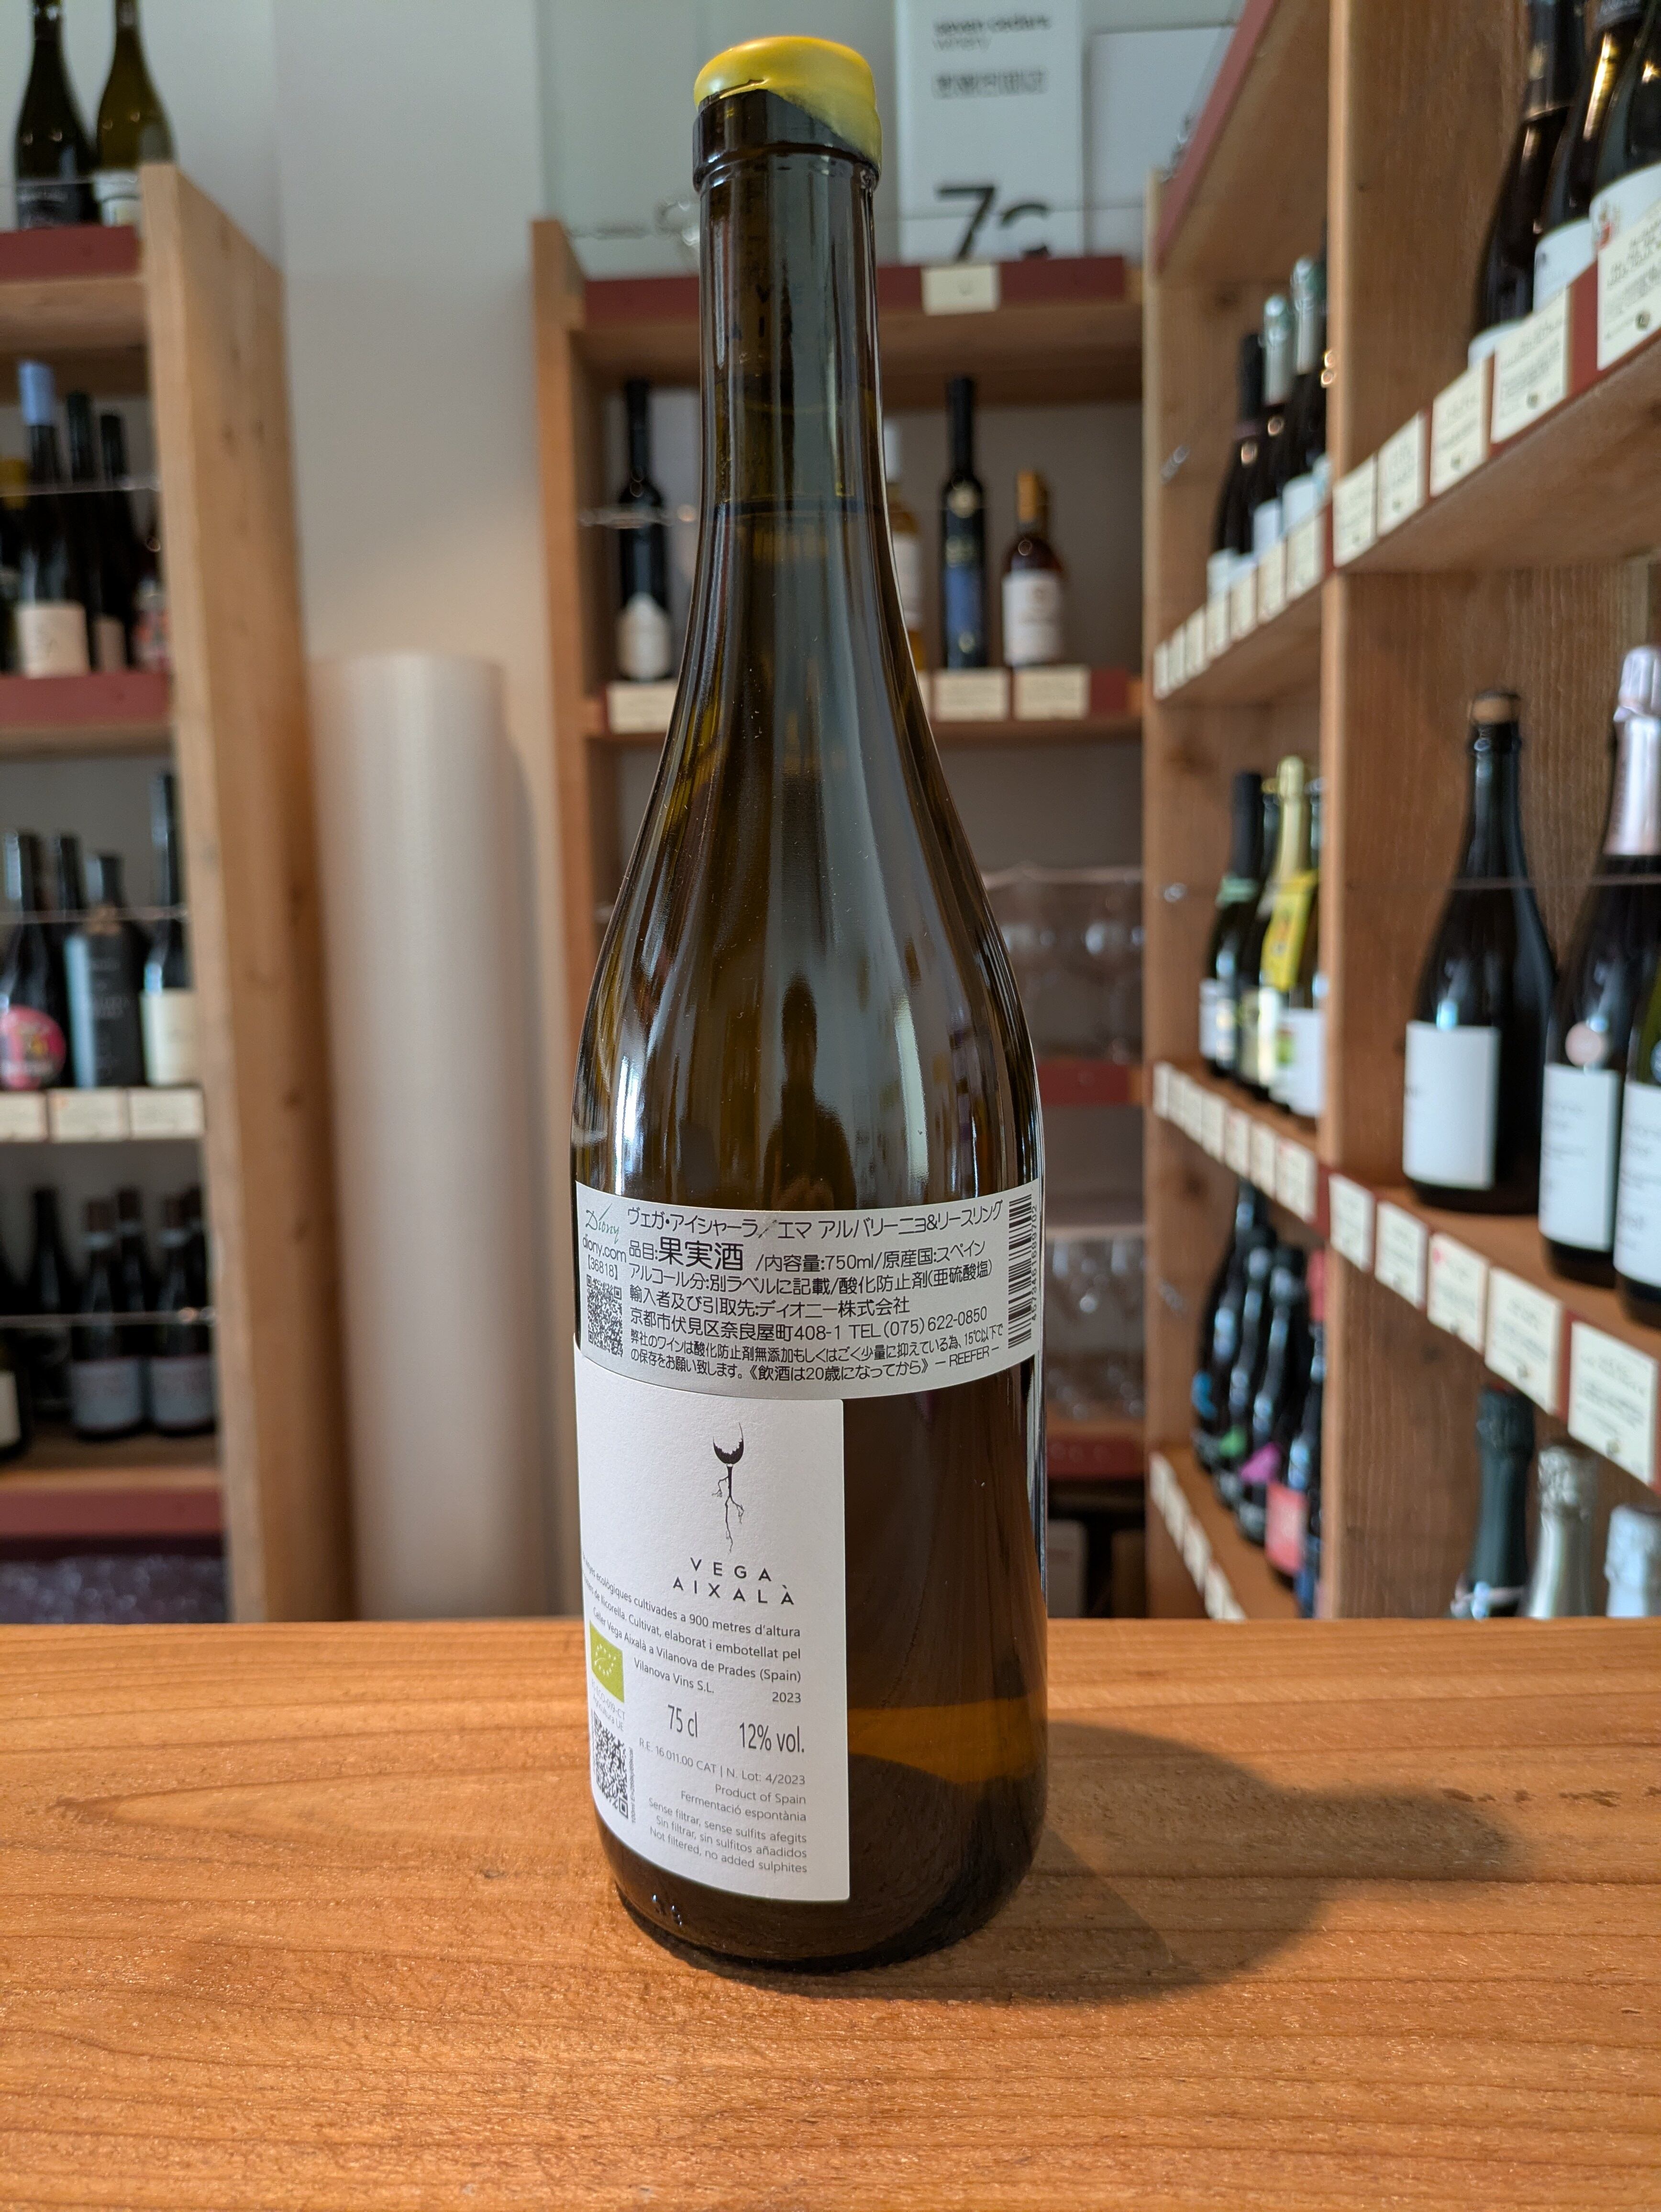 seven cedars
winery
7c
Diony
diony.com
【36818】
ヴェガ・アイシャーラ/エマ アルバリーニョ&リースリング
品目:果実酒 /内容量:750ml/原産国:スペイン
アルコール分:別ラベルに記載/酸化防止剤(亜硫酸塩)
輸入者及び引取先:ディオニー株式会社
京都市伏見区奈良屋町408-1 TEL(075)622-0850
弊社のワインは酸化防止剤無添加もしくはごく少量に抑えている為、15℃以下で
の保存をお願い致します。《飲酒は20歳になってから》 ― REEFER ―
VEGA
AIXALÀ
ecològiques cultivades a 900 metres d'altura
de llicorella. Cultivat, elaborat i embotellat pel
Celler Vega Aixalà a Vilanova de Prades (Spain)
Vilanova Vins S.L. 2023
75 cl 12% vol.
R.E. 16.011.00 CAT | N. Lot: 4/2023
Product of Spain
Fermentació espontània
Sense filtrar, sense sulfits afegits
Sin filtrar, sin sulfitos añadidos
Not filtered, no added sulphites